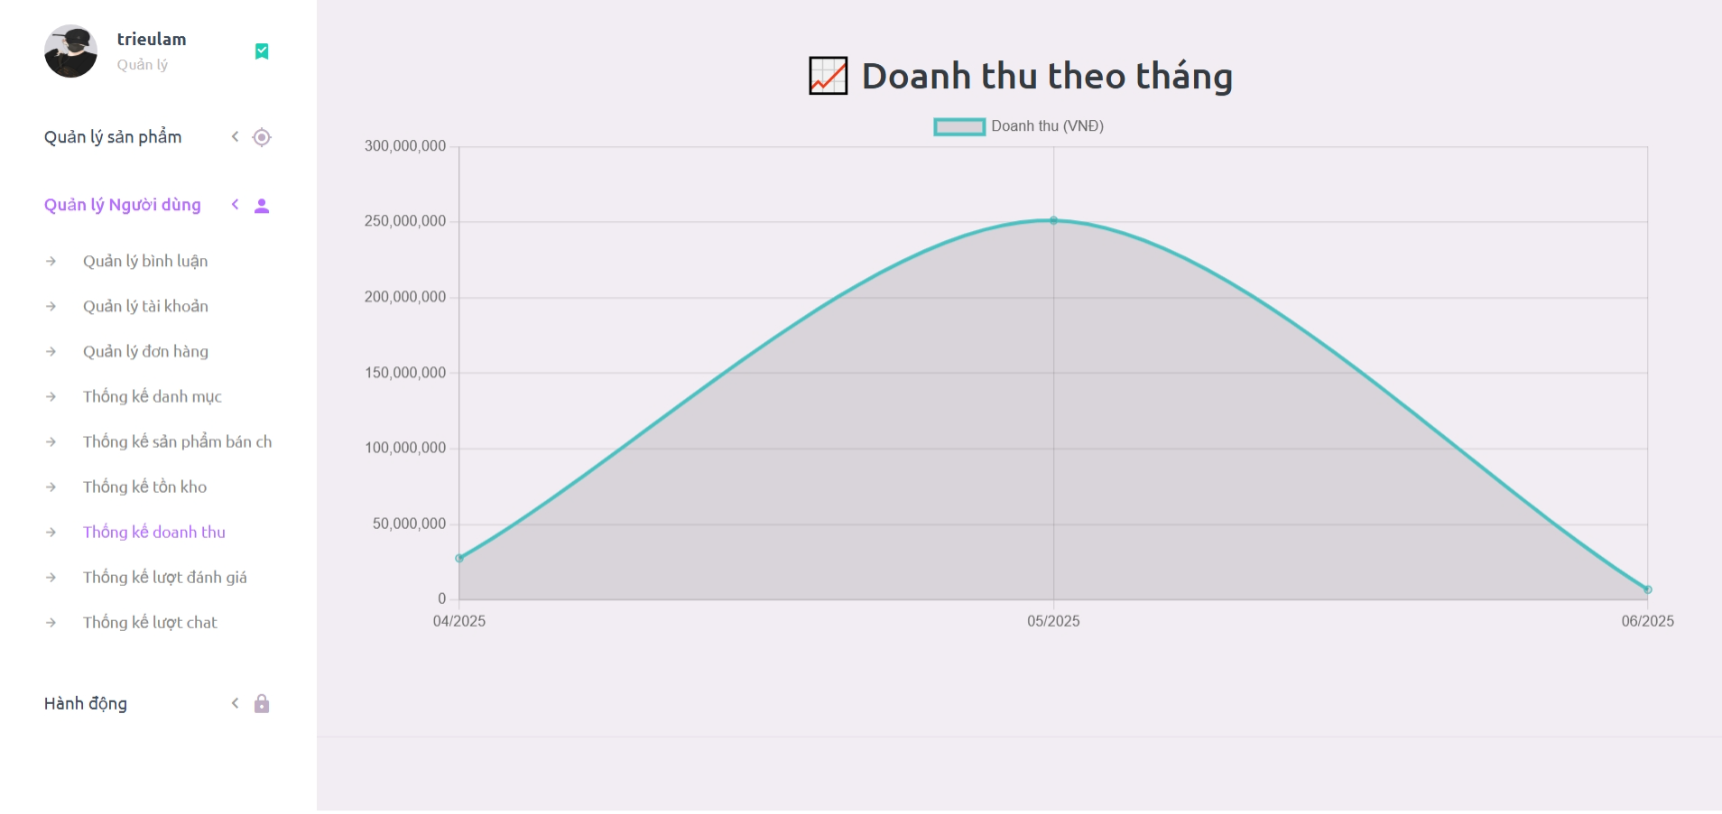 trieulam
Quản lý
Quản lý sản phẩm
Quản lý Người dùng
Quản lý bình luận
Quản lý tài khoản
Quản lý đơn hàng
Thống kê danh mục
Thống kê sản phẩm bán ch
Thống kê tồn kho
Thống kê doanh thu
Thống kê lượt đánh giá
Thống kê lượt chat
Hành động
Doanh thu theo tháng
Doanh thu (VNĐ)
300,000,000
250,000,000
200,000,000
150,000,000
100,000,000
50,000,000
0
04/2025
05/2025
06/2025